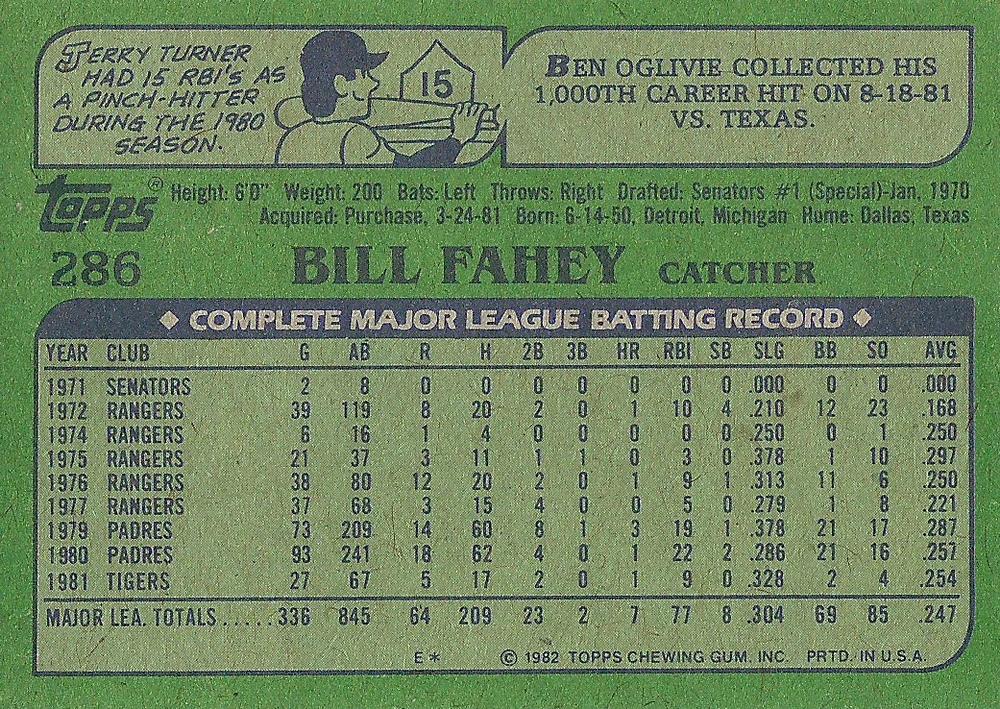 JERRY TURNER
HAD 15 RBI'S AS
A PINCH-HITTER
DURING THE 1980
SEASON.
15
BEN OGLIVIE COLLECTED HIS
1,000TH CAREER HIT ON 8-18-81
VS. TEXAS.
topps® Height: 6'0" Weight: 200 Bats: Left Throws: Right Drafted: Senators #1 (Special)-Jan, 1970
Acquired: Purchase, 3-24-81 Born: 6-14-50, Detroit, Michigan Home: Dallas, Texas
286 BILL FAHEY CATCHER
◆ COMPLETE MAJOR LEAGUE BATTING RECORD ◆
YEAR CLUB G AB R H 2B 3B HR RBI SB SLG BB SO AVG
1971 SENATORS 2 8 0 0 0 0 0 0 0 .000 0 0 .000
1972 RANGERS 39 119 8 20 2 0 1 10 4 .210 12 23 .168
1974 RANGERS 6 16 1 4 0 0 0 0 0 .250 0 1 .250
1975 RANGERS 21 37 3 11 1 1 0 3 0 .378 1 10 .297
1976 RANGERS 38 80 12 20 2 0 1 9 1 .313 11 6 .250
1977 RANGERS 37 68 3 15 4 0 0 5 0 .279 1 8 .221
1979 PADRES 73 209 14 60 8 1 3 19 1 .378 21 17 .287
1980 PADRES 93 241 18 62 4 0 1 22 2 .286 21 16 .257
1981 TIGERS 27 67 5 17 2 0 1 9 0 .328 2 4 .254
MAJOR LEA. TOTALS.....336 845 64 209 23 2 7 77 8 .304 69 85 .247
E* © 1982 TOPPS CHEWING GUM. INC. PRTD. IN U.S.A.